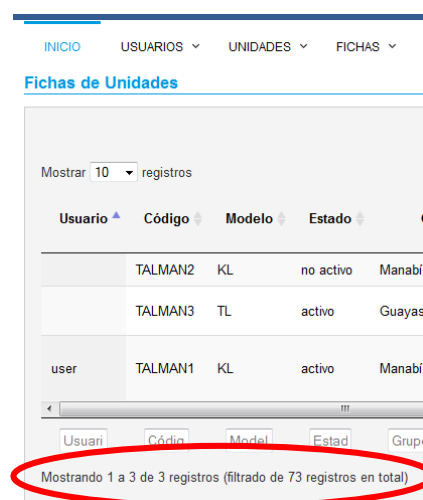 INICIO USUARIOS UNIDADES FICHAS
Fichas de Unidades
Mostrar 10 registros
Usuario Código Modelo Estado
TALMAN2 KL no activo Manabí
TALMAN3 TL activo Guayas
user TALMAN1 KL activo Manabí
Usuari Códig Model Estad Grupo
Mostrando 1 a 3 de 3 registros (filtrado de 73 registros en total)